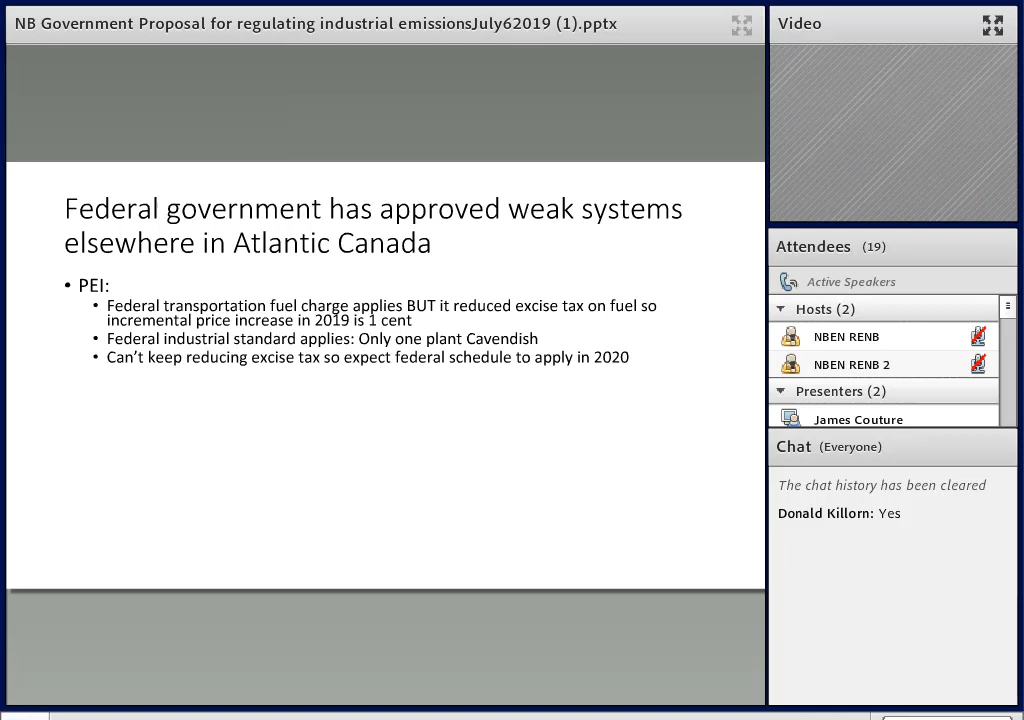 NB Government Proposal for regulating industrial emissionsJuly62019 (1).pptx
Federal government has approved weak systems
elsewhere in Atlantic Canada
• PEI:
• Federal transportation fuel charge applies BUT it reduced excise tax on fuel so
incremental price increase in 2019 is 1 cent
• Federal industrial standard applies: Only one plant Cavendish
• Can’t keep reducing excise tax so expect federal schedule to apply in 2020
Video
Attendees (19)
Active Speakers
Hosts (2)
NBEN RENB
NBEN RENB 2
Presenters (2)
James Couture
Chat (Everyone)
The chat history has been cleared
Donald Killorn: Yes